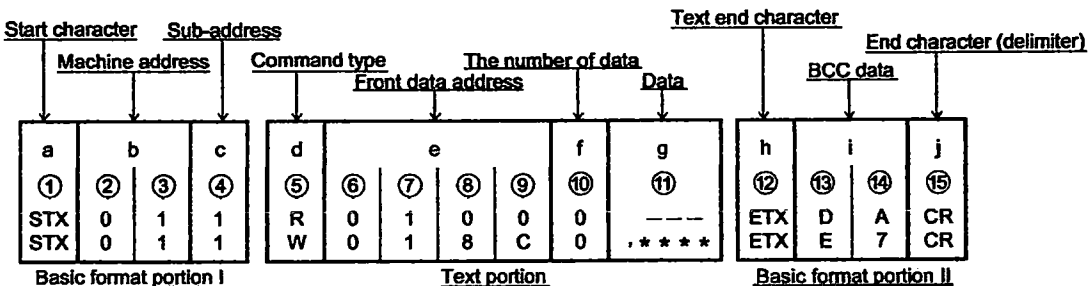 Text end character
Start character Sub-address End character (delimiter)
Machine address Command type The number of data BCC data
Front data address Data
a b c d e f g h i j
① ② ③ ④ ⑤ ⑥ ⑦ ⑧ ⑨ ⑩ ⑪ ⑫ ⑬ ⑭ ⑮
STX 0 1 1 R 0 1 0 0 0 --- ETX D A CR
STX 0 1 1 W 0 1 8 C 0 ,**** ETX E 7 CR
Basic format portion I Text portion Basic format portion II